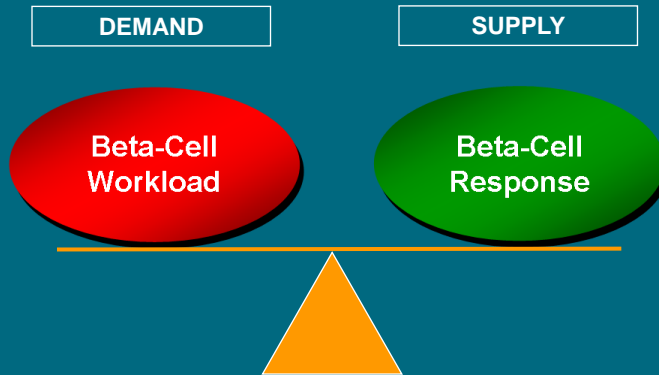 DEMAND
SUPPLY
Beta-Cell
Workload
Beta-Cell
Response